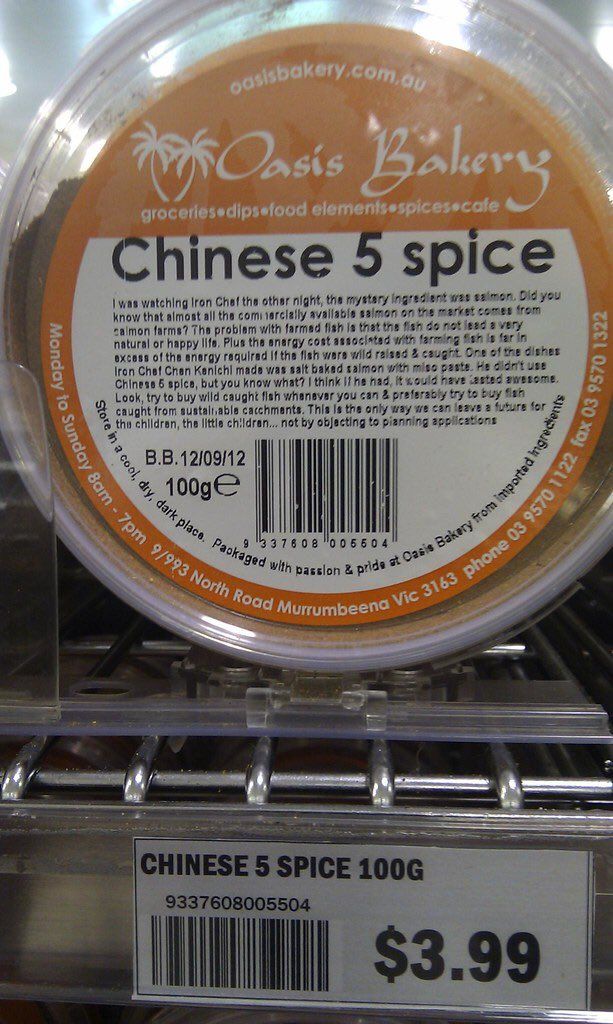 oasisbakery.com.au
Oasis Bakery
groceries•dips•food elements•spices•cafe
Chinese 5 spice
I was watching Iron Chef the other night, the mystery ingredient was salmon. Did you
know that almost all the commercially available salmon on the market comes from
salmon farms? The problem with farmed fish is that the fish do not lead a very
natural or happy life. Plus the energy cost associated with farming fish is far in
excess of the energy required if the fish were wild raised & caught. One of the dishes
Iron Chef Chen Kenichi made was salt baked salmon with miso paste. He didn't use
Chinese 5 spice, but you know what? I think if he had, it would have tasted awesome.
Look, try to buy wild caught fish whenever you can & preferably try to buy fish
caught from sustainable catchments. This is the only way we can leave a future for
the children, the little children... not by objecting to planning applications
B.B.12/09/12
100g℮
9 337608 005504
Store in a cool, dry, dark place. Packaged with passion & pride at Oasis Bakery from imported ingredients
Monday to Sunday 8am - 7pm 9/993 North Road Murrumbeena Vic 3163 phone 03 9570 1122 fax 03 9570 1322
CHINESE 5 SPICE 100G
9337608005504
$3.99